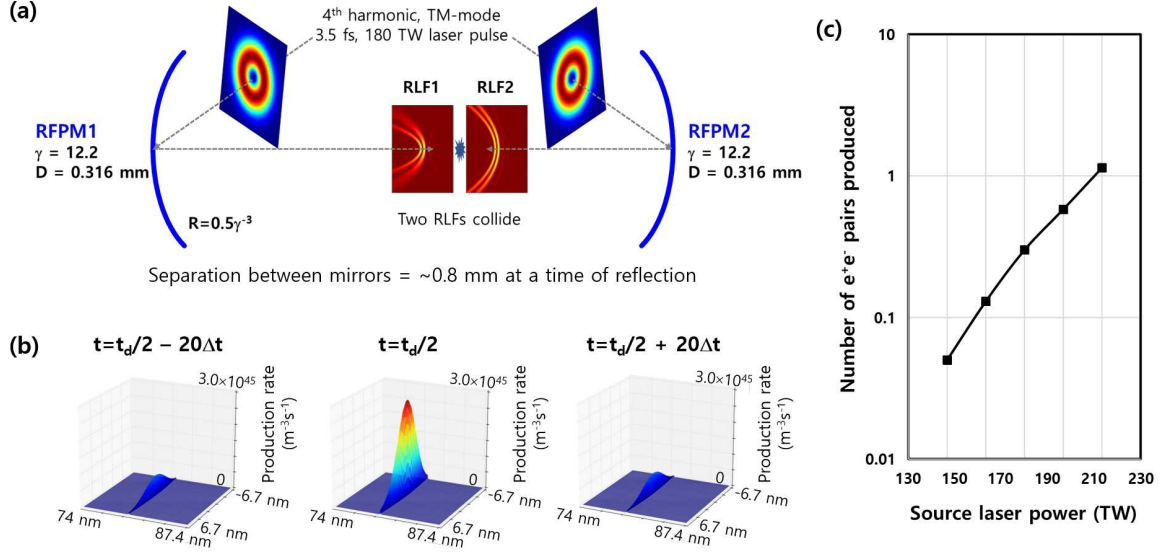 (a)
4th harmonic, TM-mode
3.5 fs, 180 TW laser pulse
RLF1
RLF2
RFPM1
γ = 12.2
D = 0.316 mm
RFPM2
γ = 12.2
D = 0.316 mm
R=0.5γ⁻³
Two RLFs collide
Separation between mirrors = ~0.8 mm at a time of reflection
(b)
t=t_d/2 − 20Δt
t=t_d/2
t=t_d/2 + 20Δt
3.0×10⁴⁵
Production rate
(m⁻³s⁻¹)
0
-6.7 nm
6.7 nm
74 nm
87.4 nm
3.0×10⁴⁵
Production rate
(m⁻³s⁻¹)
0
-6.7 nm
6.7 nm
74 nm
87.4 nm
3.0×10⁴⁵
Production rate
(m⁻³s⁻¹)
0
-6.7 nm
6.7 nm
74 nm
87.4 nm
(c)
Number of e⁺e⁻ pairs produced
10
1
0.1
0.01
130 150 170 190 210 230
Source laser power (TW)